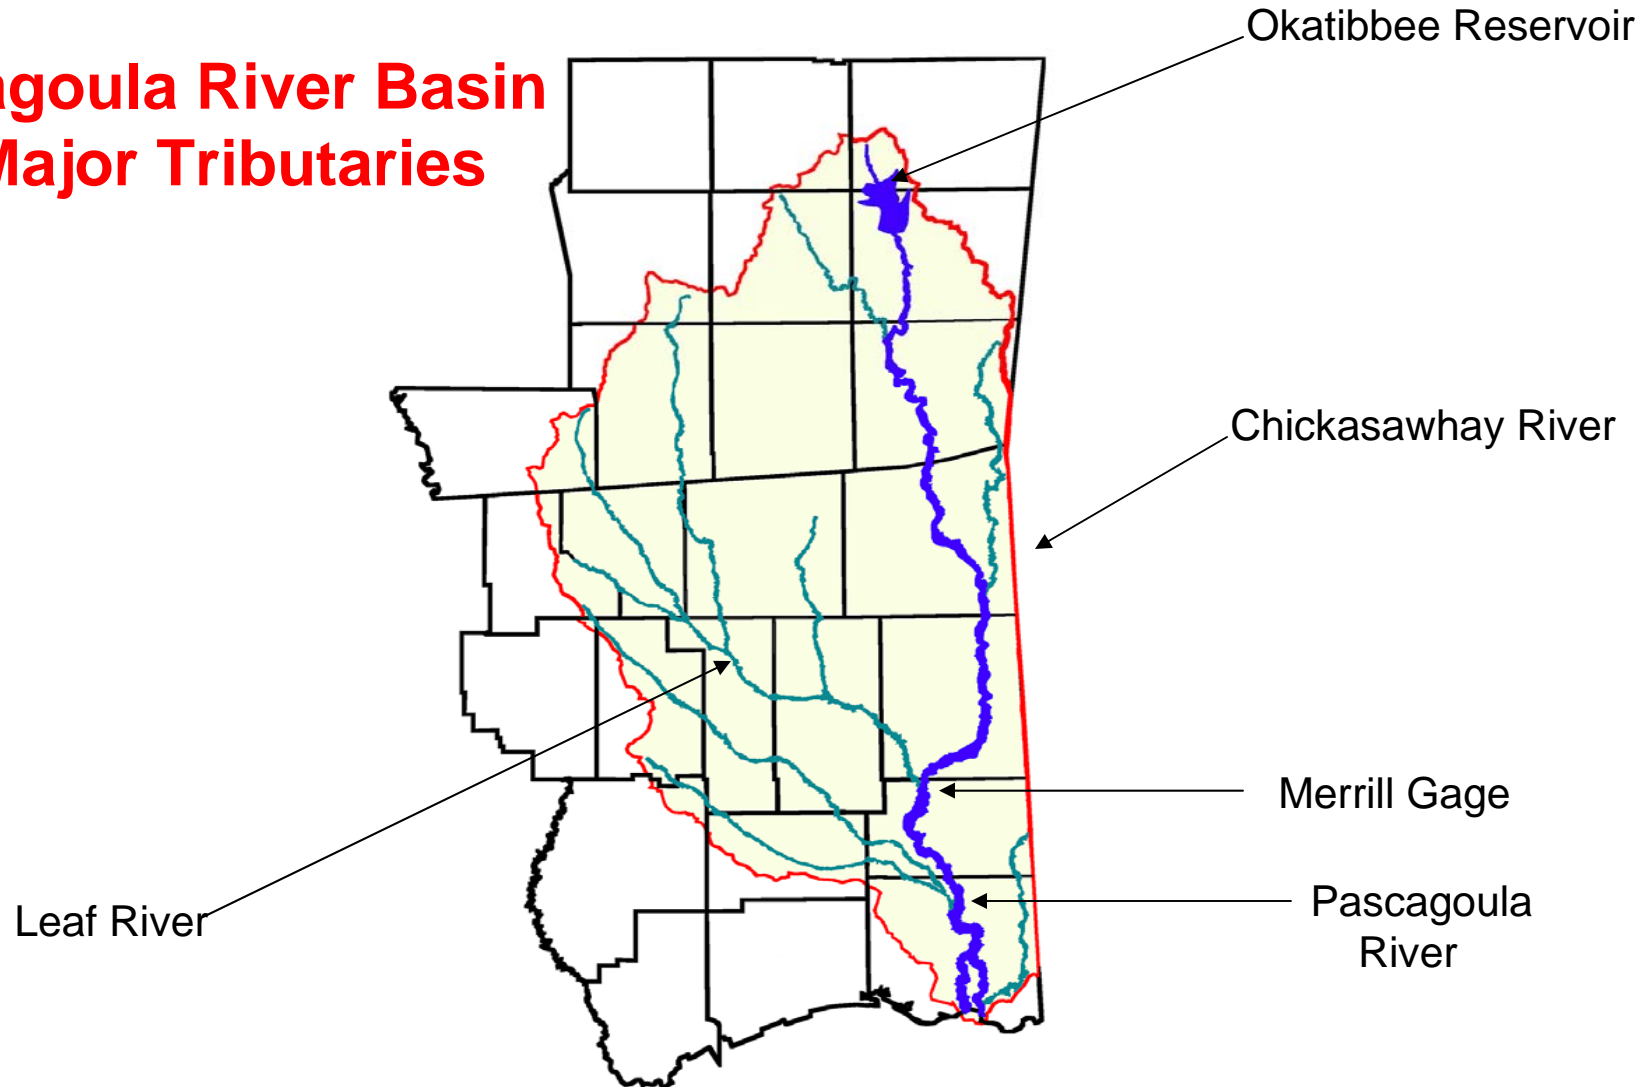 agoula River Basin
Major Tributaries
Okatibbee Reservoir
Chickasawhay River
Merrill Gage
Pascagoula
River
Leaf River